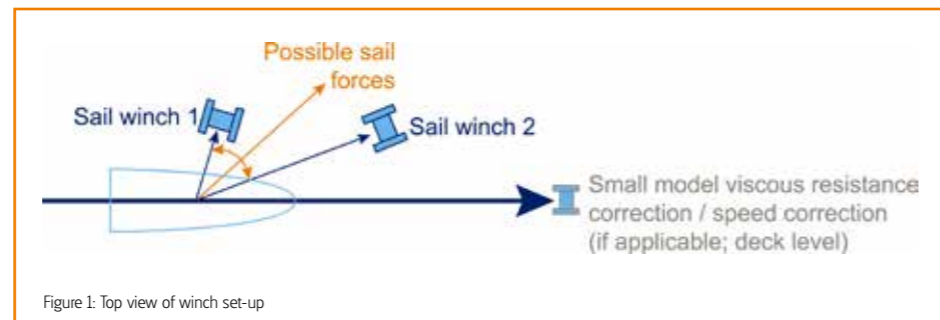 Possible sail
forces
Sail winch 1
Sail winch 2
Small model viscous resistance
correction / speed correction
(if applicable; deck level)
Figure 1: Top view of winch set-up